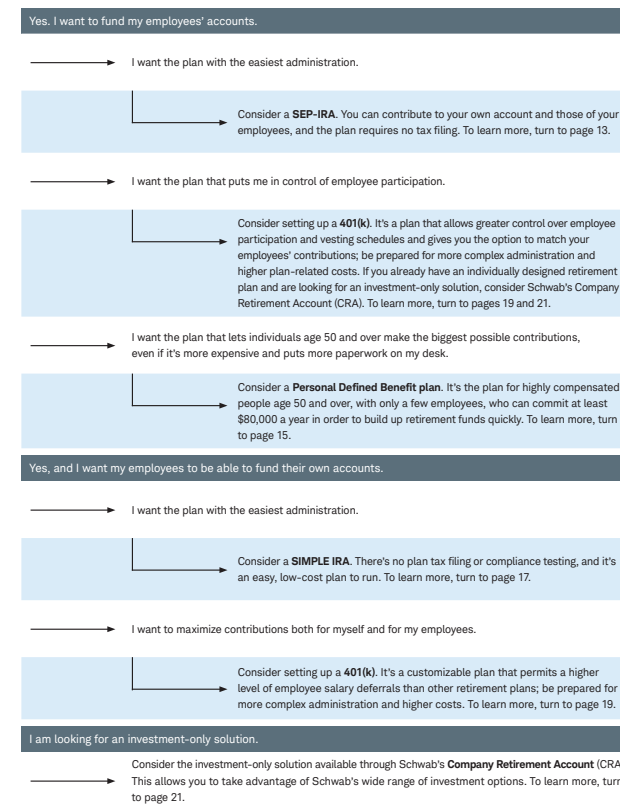 Yes. I want to fund my employees' accounts.
I want the plan with the easiest administration.
Consider a SEP-IRA. You can contribute to your own account and those of your
employees, and the plan requires no tax filing. To learn more, turn to page 13.
I want the plan that puts me in control of employee participation.
Consider setting up a 401(k). It's a plan that allows greater control over employee
participation and vesting schedules and gives you the option to match your
employees' contributions; be prepared for more complex administration and
higher plan-related costs. If you already have an individually designed retirement
plan and are looking for an investment-only solution, consider Schwab's Company
Retirement Account (CRA). To learn more, turn to pages 19 and 21.
I want the plan that lets individuals age 50 and over make the biggest possible contributions,
even if it's more expensive and puts more paperwork on my desk.
Consider a Personal Defined Benefit plan. It's the plan for highly compensated
people age 50 and over, with only a few employees, who can commit at least
$80,000 a year in order to build up retirement funds quickly. To learn more, turn
to page 15.
Yes, and I want my employees to be able to fund their own accounts.
I want the plan with the easiest administration.
Consider a SIMPLE IRA. There's no plan tax filing or compliance testing, and it's
an easy, low-cost plan to run. To learn more, turn to page 17.
I want to maximize contributions both for myself and for my employees.
Consider setting up a 401(k). It's a customizable plan that permits a higher
level of employee salary deferrals than other retirement plans; be prepared for
more complex administration and higher costs. To learn more, turn to page 19.
I am looking for an investment-only solution.
Consider the investment-only solution available through Schwab's Company Retirement Account (CRA
This allows you to take advantage of Schwab's wide range of investment options. To learn more, turn
to page 21.